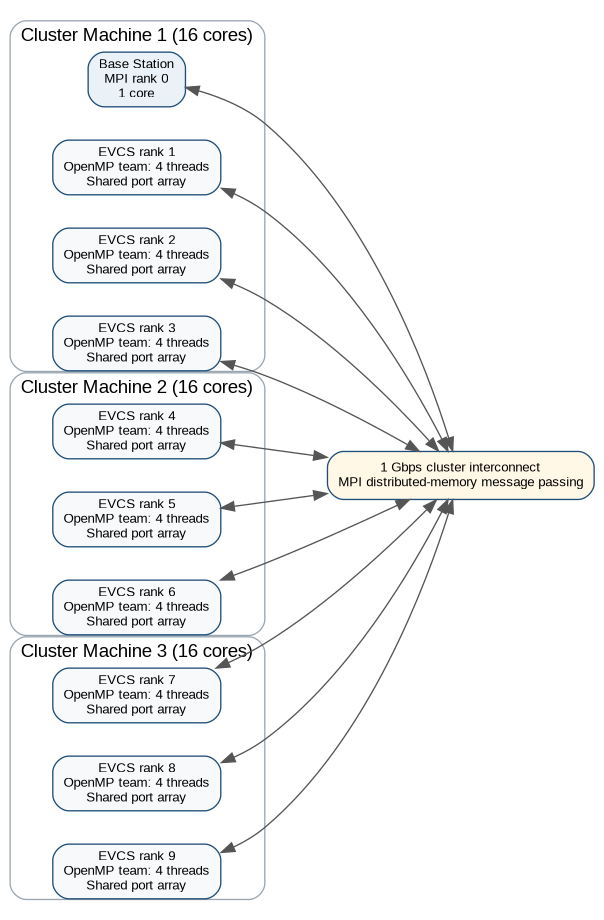 Cluster Machine 1 (16 cores)
Base Station
MPI rank 0
1 core
EVCS rank 1
OpenMP team: 4 threads
Shared port array
EVCS rank 2
OpenMP team: 4 threads
Shared port array
EVCS rank 3
OpenMP team: 4 threads
Shared port array
Cluster Machine 2 (16 cores)
EVCS rank 4
OpenMP team: 4 threads
Shared port array
1 Gbps cluster interconnect
MPI distributed-memory message passing
EVCS rank 5
OpenMP team: 4 threads
Shared port array
EVCS rank 6
OpenMP team: 4 threads
Shared port array
Cluster Machine 3 (16 cores)
EVCS rank 7
OpenMP team: 4 threads
Shared port array
EVCS rank 8
OpenMP team: 4 threads
Shared port array
EVCS rank 9
OpenMP team: 4 threads
Shared port array